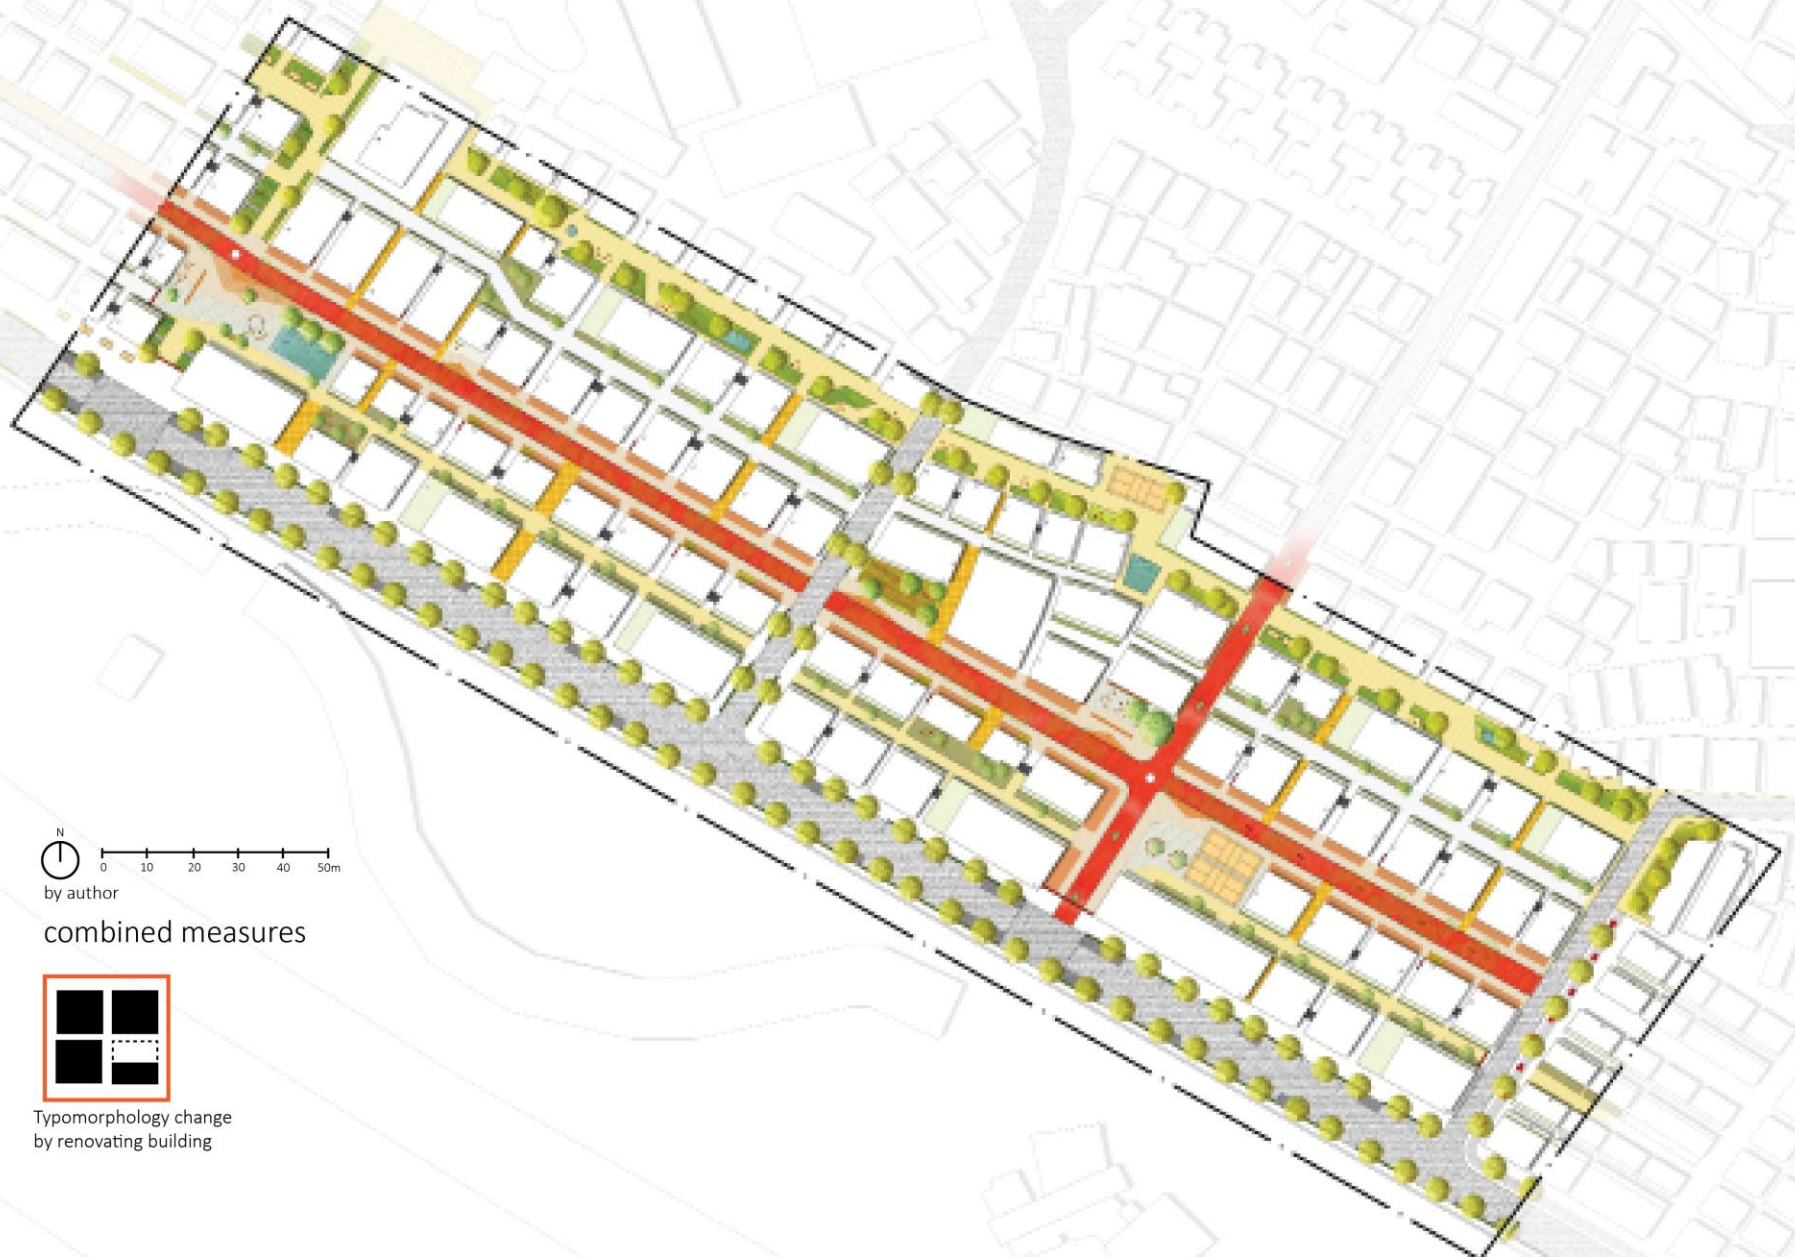 N
0 10 20 30 40 50m
by author
combined measures
Typomorphology change
by renovating building